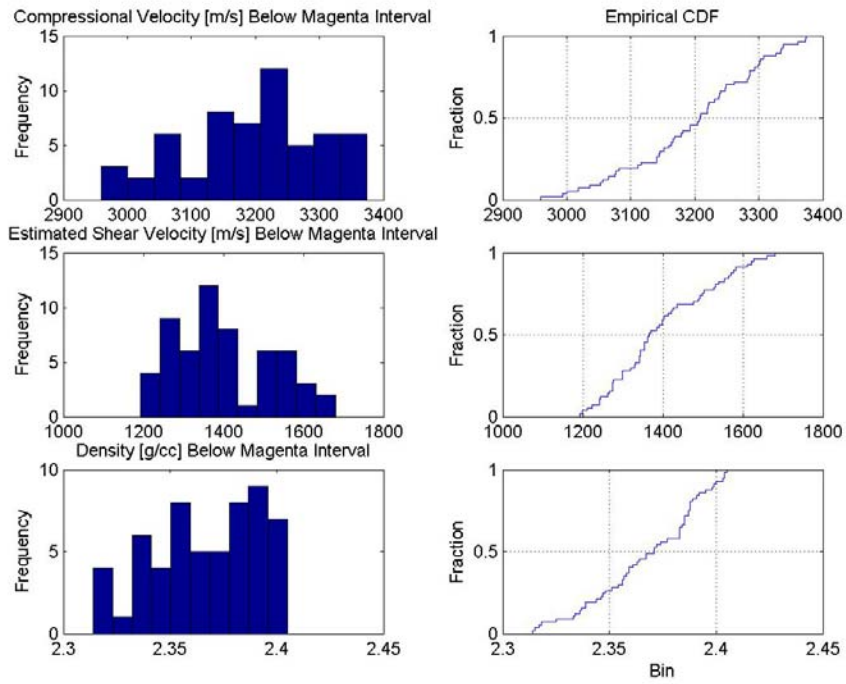 Compressional Velocity [m/s] Below Magenta Interval
Empirical CDF
15
10
5
0
Frequency
2900 3000 3100 3200 3300 3400
1
0.5
0
Fraction
2900 3000 3100 3200 3300 3400
Estimated Shear Velocity [m/s] Below Magenta Interval
15
10
5
0
Frequency
1000 1200 1400 1600 1800
1
0.5
0
Fraction
1000 1200 1400 1600 1800
Density [g/cc] Below Magenta Interval
10
5
0
Frequency
2.3 2.35 2.4 2.45
1
0.5
0
Fraction
2.3 2.35 2.4 2.45
Bin